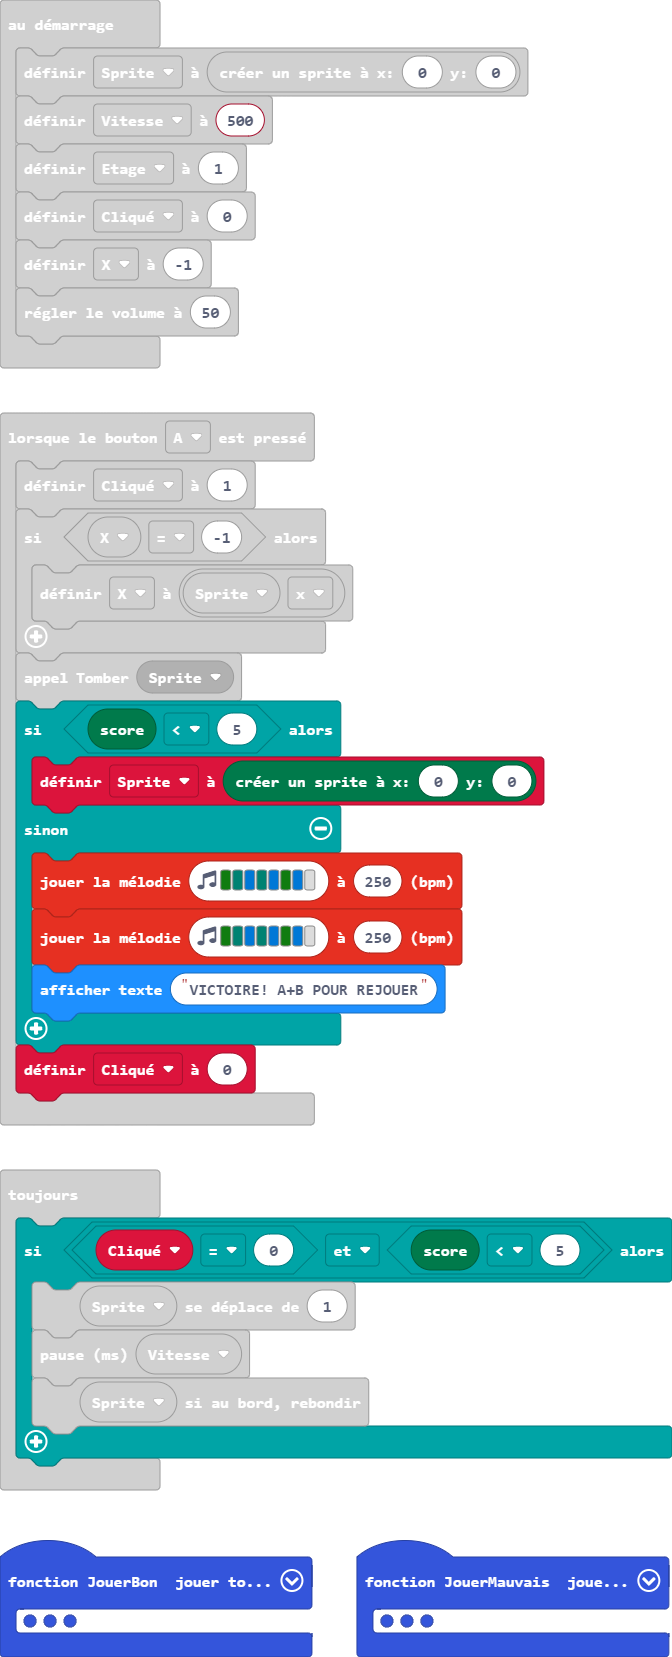 au démarrage
définir Sprite à créer un sprite à x: 0 y: 0
définir Vitesse à 500
définir Etage à 1
définir Cliqué à 0
définir X à -1
régler le volume à 50
lorsque le bouton A est pressé
définir Cliqué à 1
si X = -1 alors
définir X à Sprite x
appel Tomber Sprite
si score < 5 alors
définir Sprite à créer un sprite à x: 0 y: 0
sinon
jouer la mélodie à 250 (bpm)
jouer la mélodie à 250 (bpm)
afficher texte "VICTOIRE! A+B POUR REJOUER"
définir Cliqué à 0
toujours
si Cliqué = 0 et score < 5 alors
Sprite se déplace de 1
pause (ms) Vitesse
Sprite si au bord, rebondir
fonction JouerBon jouer to...
fonction JouerMauvais joue...